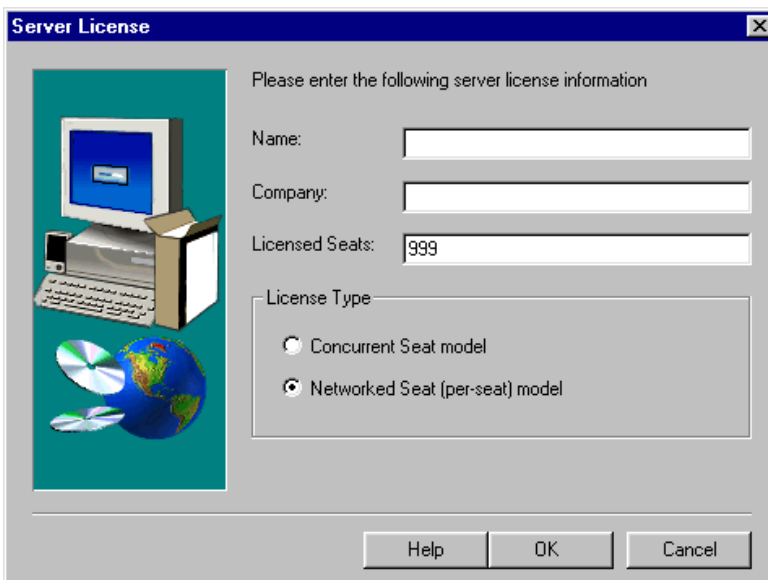 Server License
Please enter the following server license information
Name:
Company:
Licensed Seats: 999
License Type
Concurrent Seat model
Networked Seat (per-seat) model
Help OK Cancel